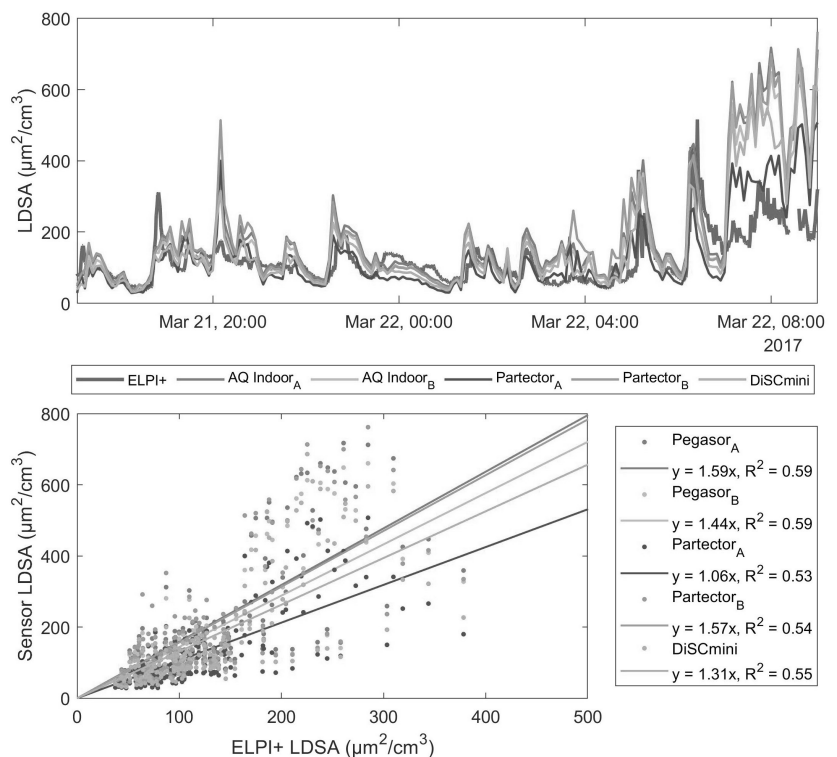 800
600
400
200
0
LDSA (μm²/cm³)
Mar 21, 20:00
Mar 22, 00:00
Mar 22, 04:00
Mar 22, 08:00
2017
ELPI+
AQ Indoor_A
AQ Indoor_B
Partector_A
Partector_B
DiSCmini
800
600
400
200
0
Sensor LDSA (μm²/cm³)
0
100
200
300
400
500
ELPI+ LDSA (μm²/cm³)
Pegasor_A
y = 1.59x, R² = 0.59
Pegasor_B
y = 1.44x, R² = 0.59
Partector_A
y = 1.06x, R² = 0.53
Partector_B
y = 1.57x, R² = 0.54
DiSCmini
y = 1.31x, R² = 0.55